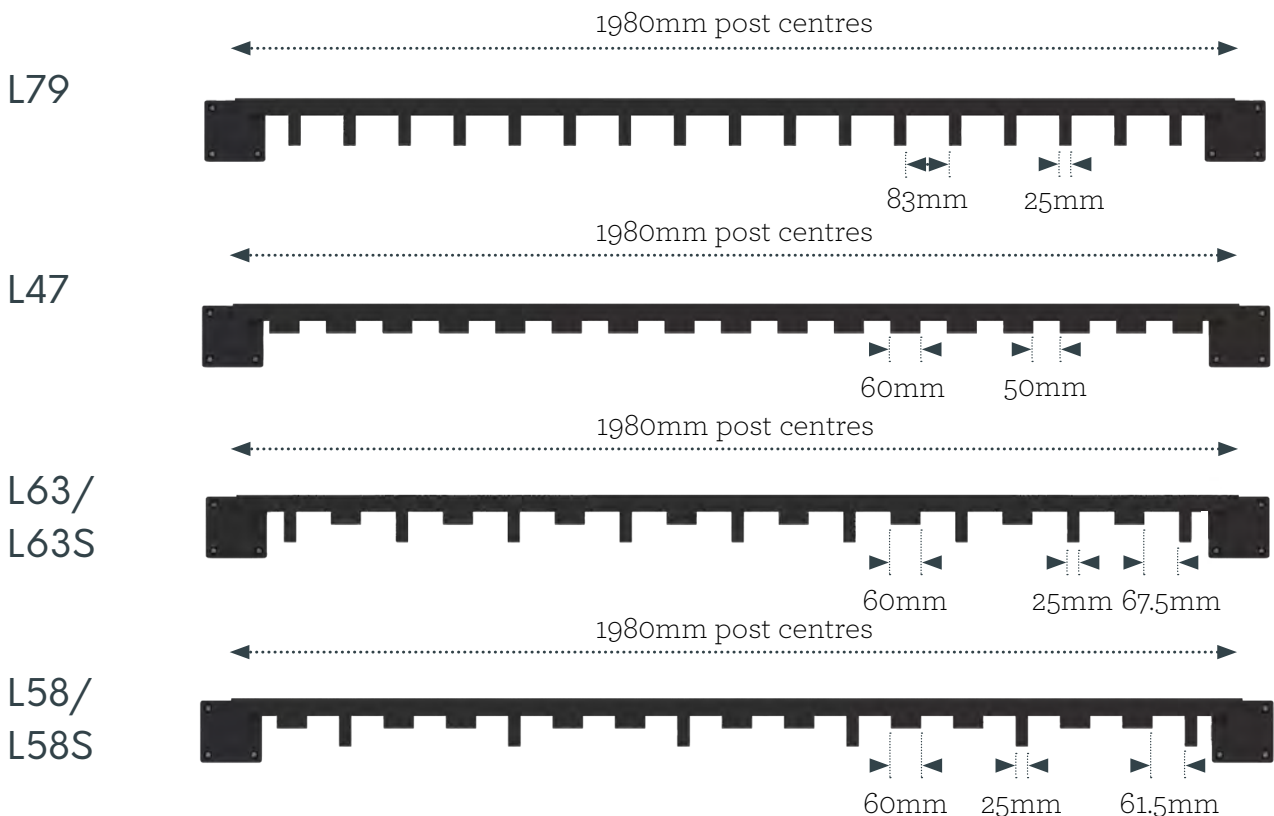 1980mm post centres
L79
83mm 25mm
1980mm post centres
L47
60mm 50mm
1980mm post centres
L63/
L63S
60mm 25mm 67.5mm
1980mm post centres
L58/
L58S
60mm 25mm 61.5mm